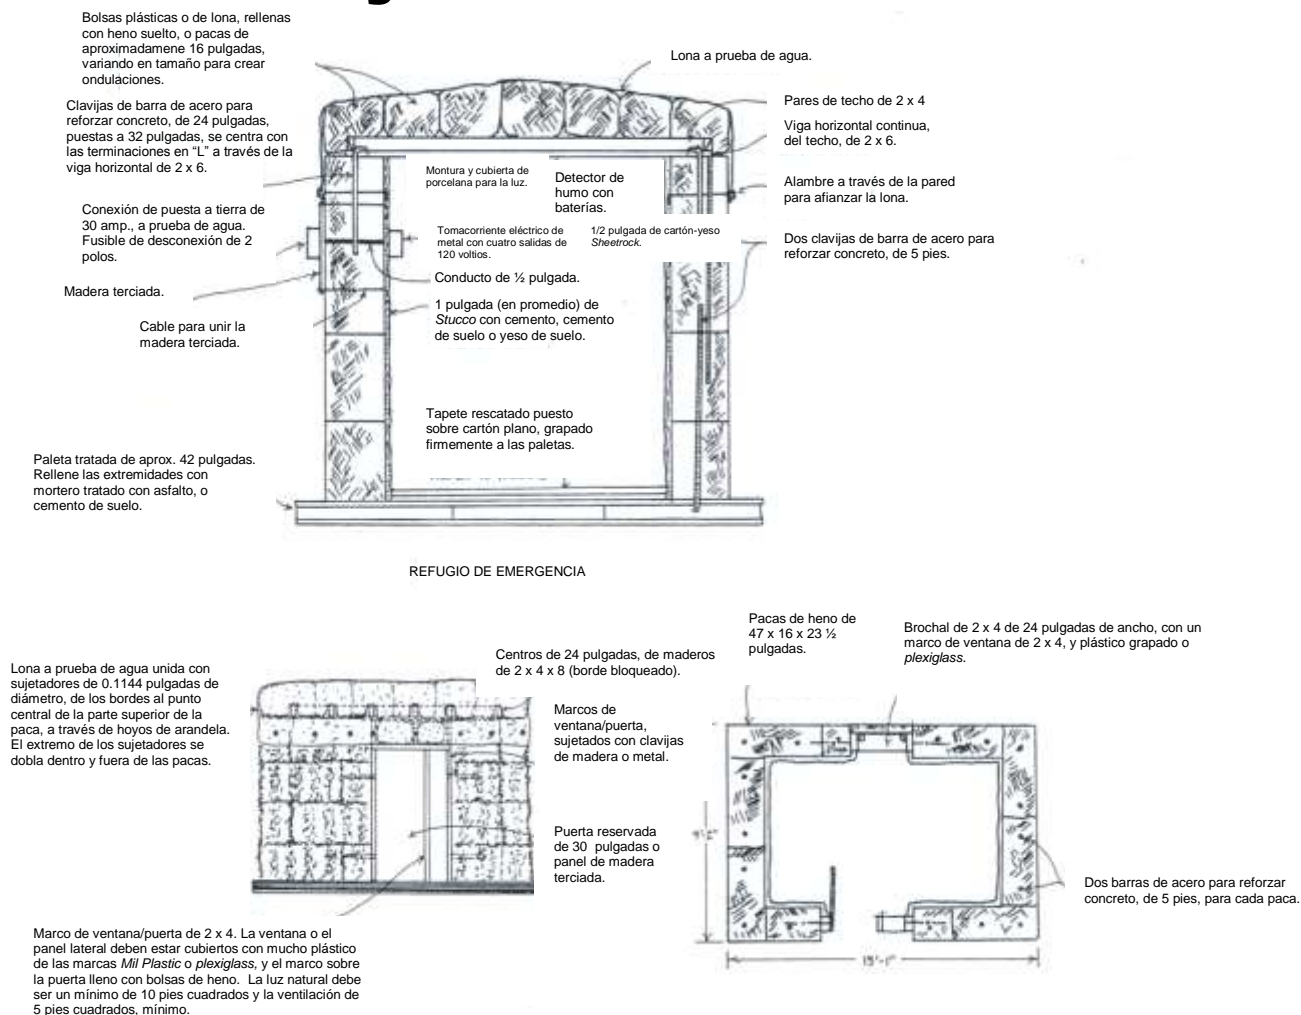 Bolsas plásticas o de lona, rellenas
con heno suelto, o pacas de
aproximadamene 16 pulgadas,
variando en tamaño para crear
ondulaciones.
Lona a prueba de agua.
Clavijas de barra de acero para
reforzar concreto, de 24 pulgadas,
puestas a 32 pulgadas, se centra con
las terminaciones en “L” a través de la
viga horizontal de 2 x 6.
Pares de techo de 2 x 4
Viga horizontal continua,
del techo, de 2 x 6.
Montura y cubierta de
porcelana para la luz.
Detector de
humo con
baterías.
Alambre a través de la pared
para afianzar la lona.
Conexión de puesta a tierra de
30 amp., a prueba de agua.
Fusible de desconexión de 2
polos.
Tomacorriente eléctrico de
metal con cuatro salidas de
120 voltios.
1/2 pulgada de cartón-yeso
Sheetrock.
Dos clavijas de barra de acero para
reforzar concreto, de 5 pies.
Conducto de ½ pulgada.
Madera terciada.
1 pulgada (en promedio) de
Stucco con cemento, cemento
de suelo o yeso de suelo.
Cable para unir la
madera terciada.
Tapete rescatado puesto
sobre cartón plano, grapado
firmemente a las paletas.
Paleta tratada de aprox. 42 pulgadas.
Rellene las extremidades con
mortero tratado con asfalto, o
cemento de suelo.
REFUGIO DE EMERGENCIA
Pacas de heno de
47 x 16 x 23 ½
pulgadas.
Brochal de 2 x 4 de 24 pulgadas de ancho, con un
marco de ventana de 2 x 4, y plástico grapado o
plexiglass.
Centros de 24 pulgadas, de maderos
de 2 x 4 x 8 (borde bloqueado).
Lona a prueba de agua unida con
sujetadores de 0.1144 pulgadas de
diámetro, de los bordes al punto
central de la parte superior de la
paca, a través de hoyos de arandela.
El extremo de los sujetadores se
dobla dentro y fuera de las pacas.
Marcos de
ventana/puerta,
sujetados con clavijas
de madera o metal.
Puerta reservada
de 30 pulgadas o
panel de madera
terciada.
Dos barras de acero para reforzar
concreto, de 5 pies, para cada paca.
Marco de ventana/puerta de 2 x 4. La ventana o el
panel lateral deben estar cubiertos con mucho plástico
de las marcas Mil Plastic o plexiglass, y el marco sobre
la puerta lleno con bolsas de heno. La luz natural debe
ser un mínimo de 10 pies cuadrados y la ventilación de
5 pies cuadrados, mínimo.